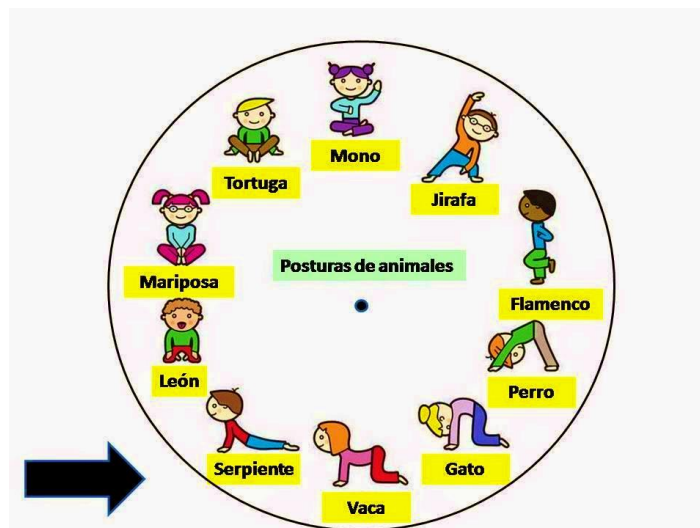 Mono
Tortuga
Jirafa
Mariposa
Posturas de animales
Flamenco
León
Perro
Serpiente
Gato
Vaca